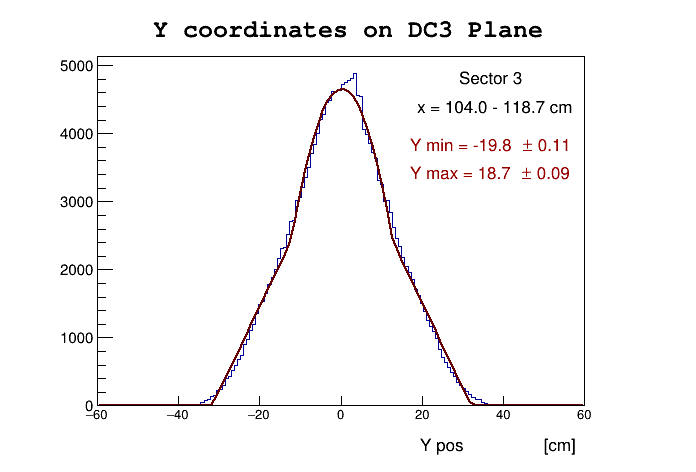 Y coordinates on DC3 Plane
Sector 3
x = 104.0 - 118.7 cm
Y min = -19.8 ± 0.11
Y max = 18.7 ± 0.09
5000
4000
3000
2000
1000
0
−60 −40 −20 0 20 40 60
Y pos [cm]